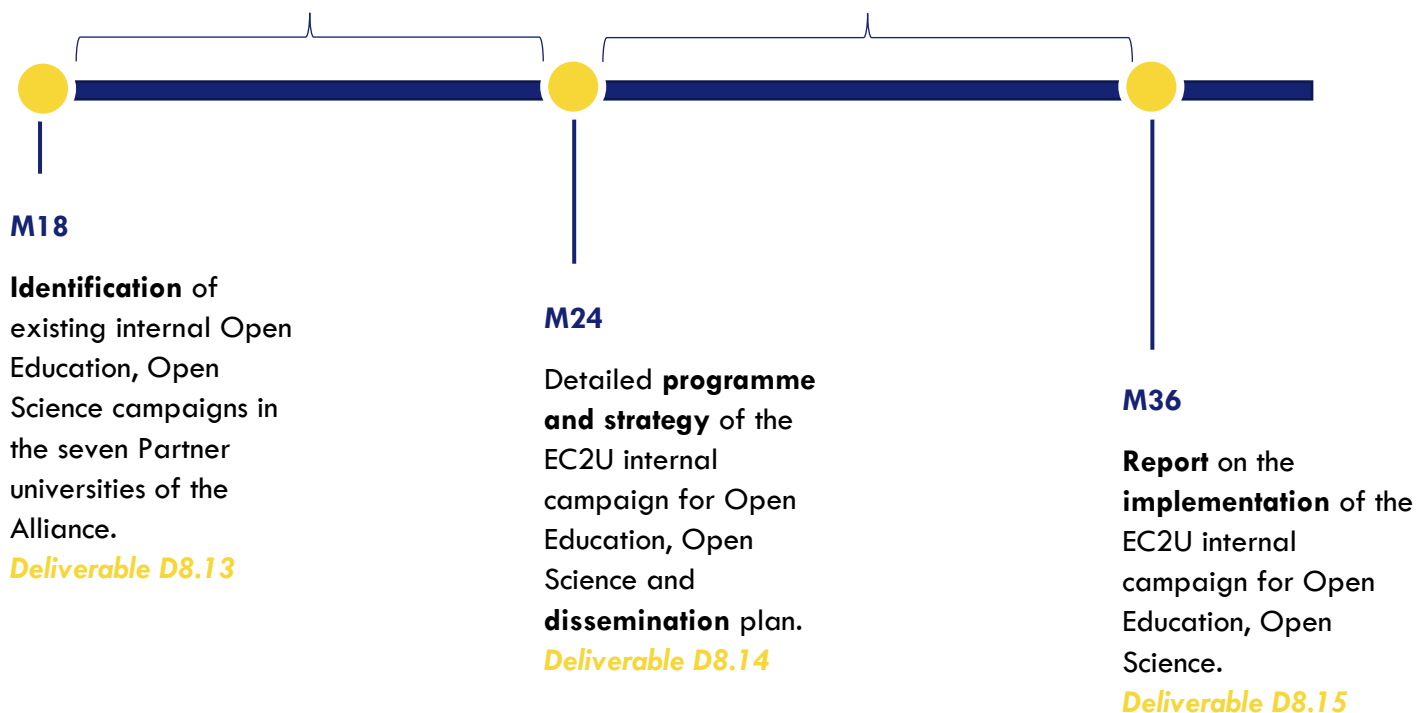 M18
Identification of
existing internal Open
Education, Open
Science campaigns in
the seven Partner
universities of the
Alliance.
Deliverable D8.13
M24
Detailed programme
and strategy of the
EC2U internal
campaign for Open
Education, Open
Science and
dissemination plan.
Deliverable D8.14
M36
Report on the
implementation of the
EC2U internal
campaign for Open
Education, Open
Science.
Deliverable D8.15